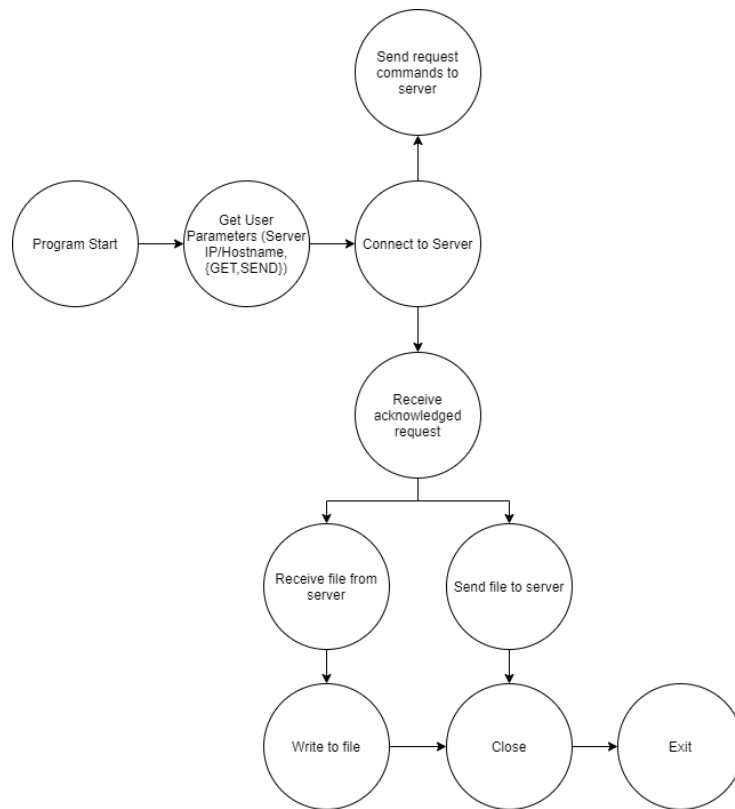 Send request
commands to
server
Program Start
Get User
Parameters (Server
IP/Hostname,
{GET,SEND})
Connect to Server
Receive
acknowledged
request
Receive file from
server
Send file to server
Write to file
Close
Exit